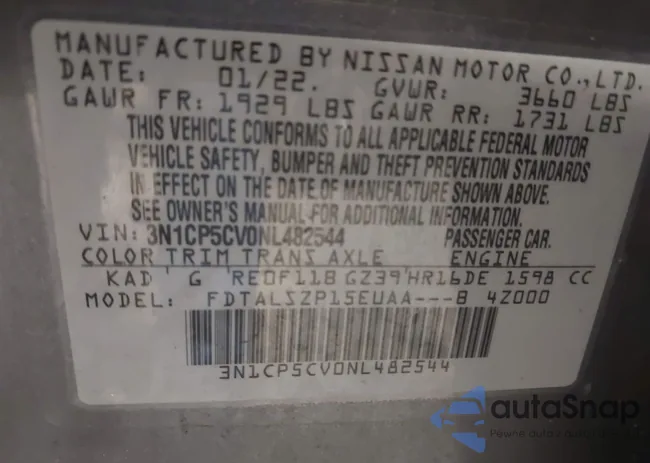 MANUFACTURED BY NISSAN MOTOR CO., LTD.
DATE: 01/22. GVWR: 3660 LBS
GAWR FR: 1929 LBS GAWR RR: 1731 LBS
THIS VEHICLE CONFORMS TO ALL APPLICABLE FEDERAL MOTOR
VEHICLE SAFETY, BUMPER AND THEFT PREVENTION STANDARDS
IN EFFECT ON THE DATE OF MANUFACTURE SHOWN ABOVE.
SEE OWNER'S MANUAL FOR ADDITIONAL INFORMATION.
VIN: 3N1CP5CV0NL482544 PASSENGER CAR.
COLOR TRIM TRANS AXLE ENGINE
KAD G RE0F11B GZ39 HR16DE 1598 CC
MODEL: FDTALSZP15EUAA---B 4Z000
3N1CP5CV0NL482544
autaSnap
Pewne auta z